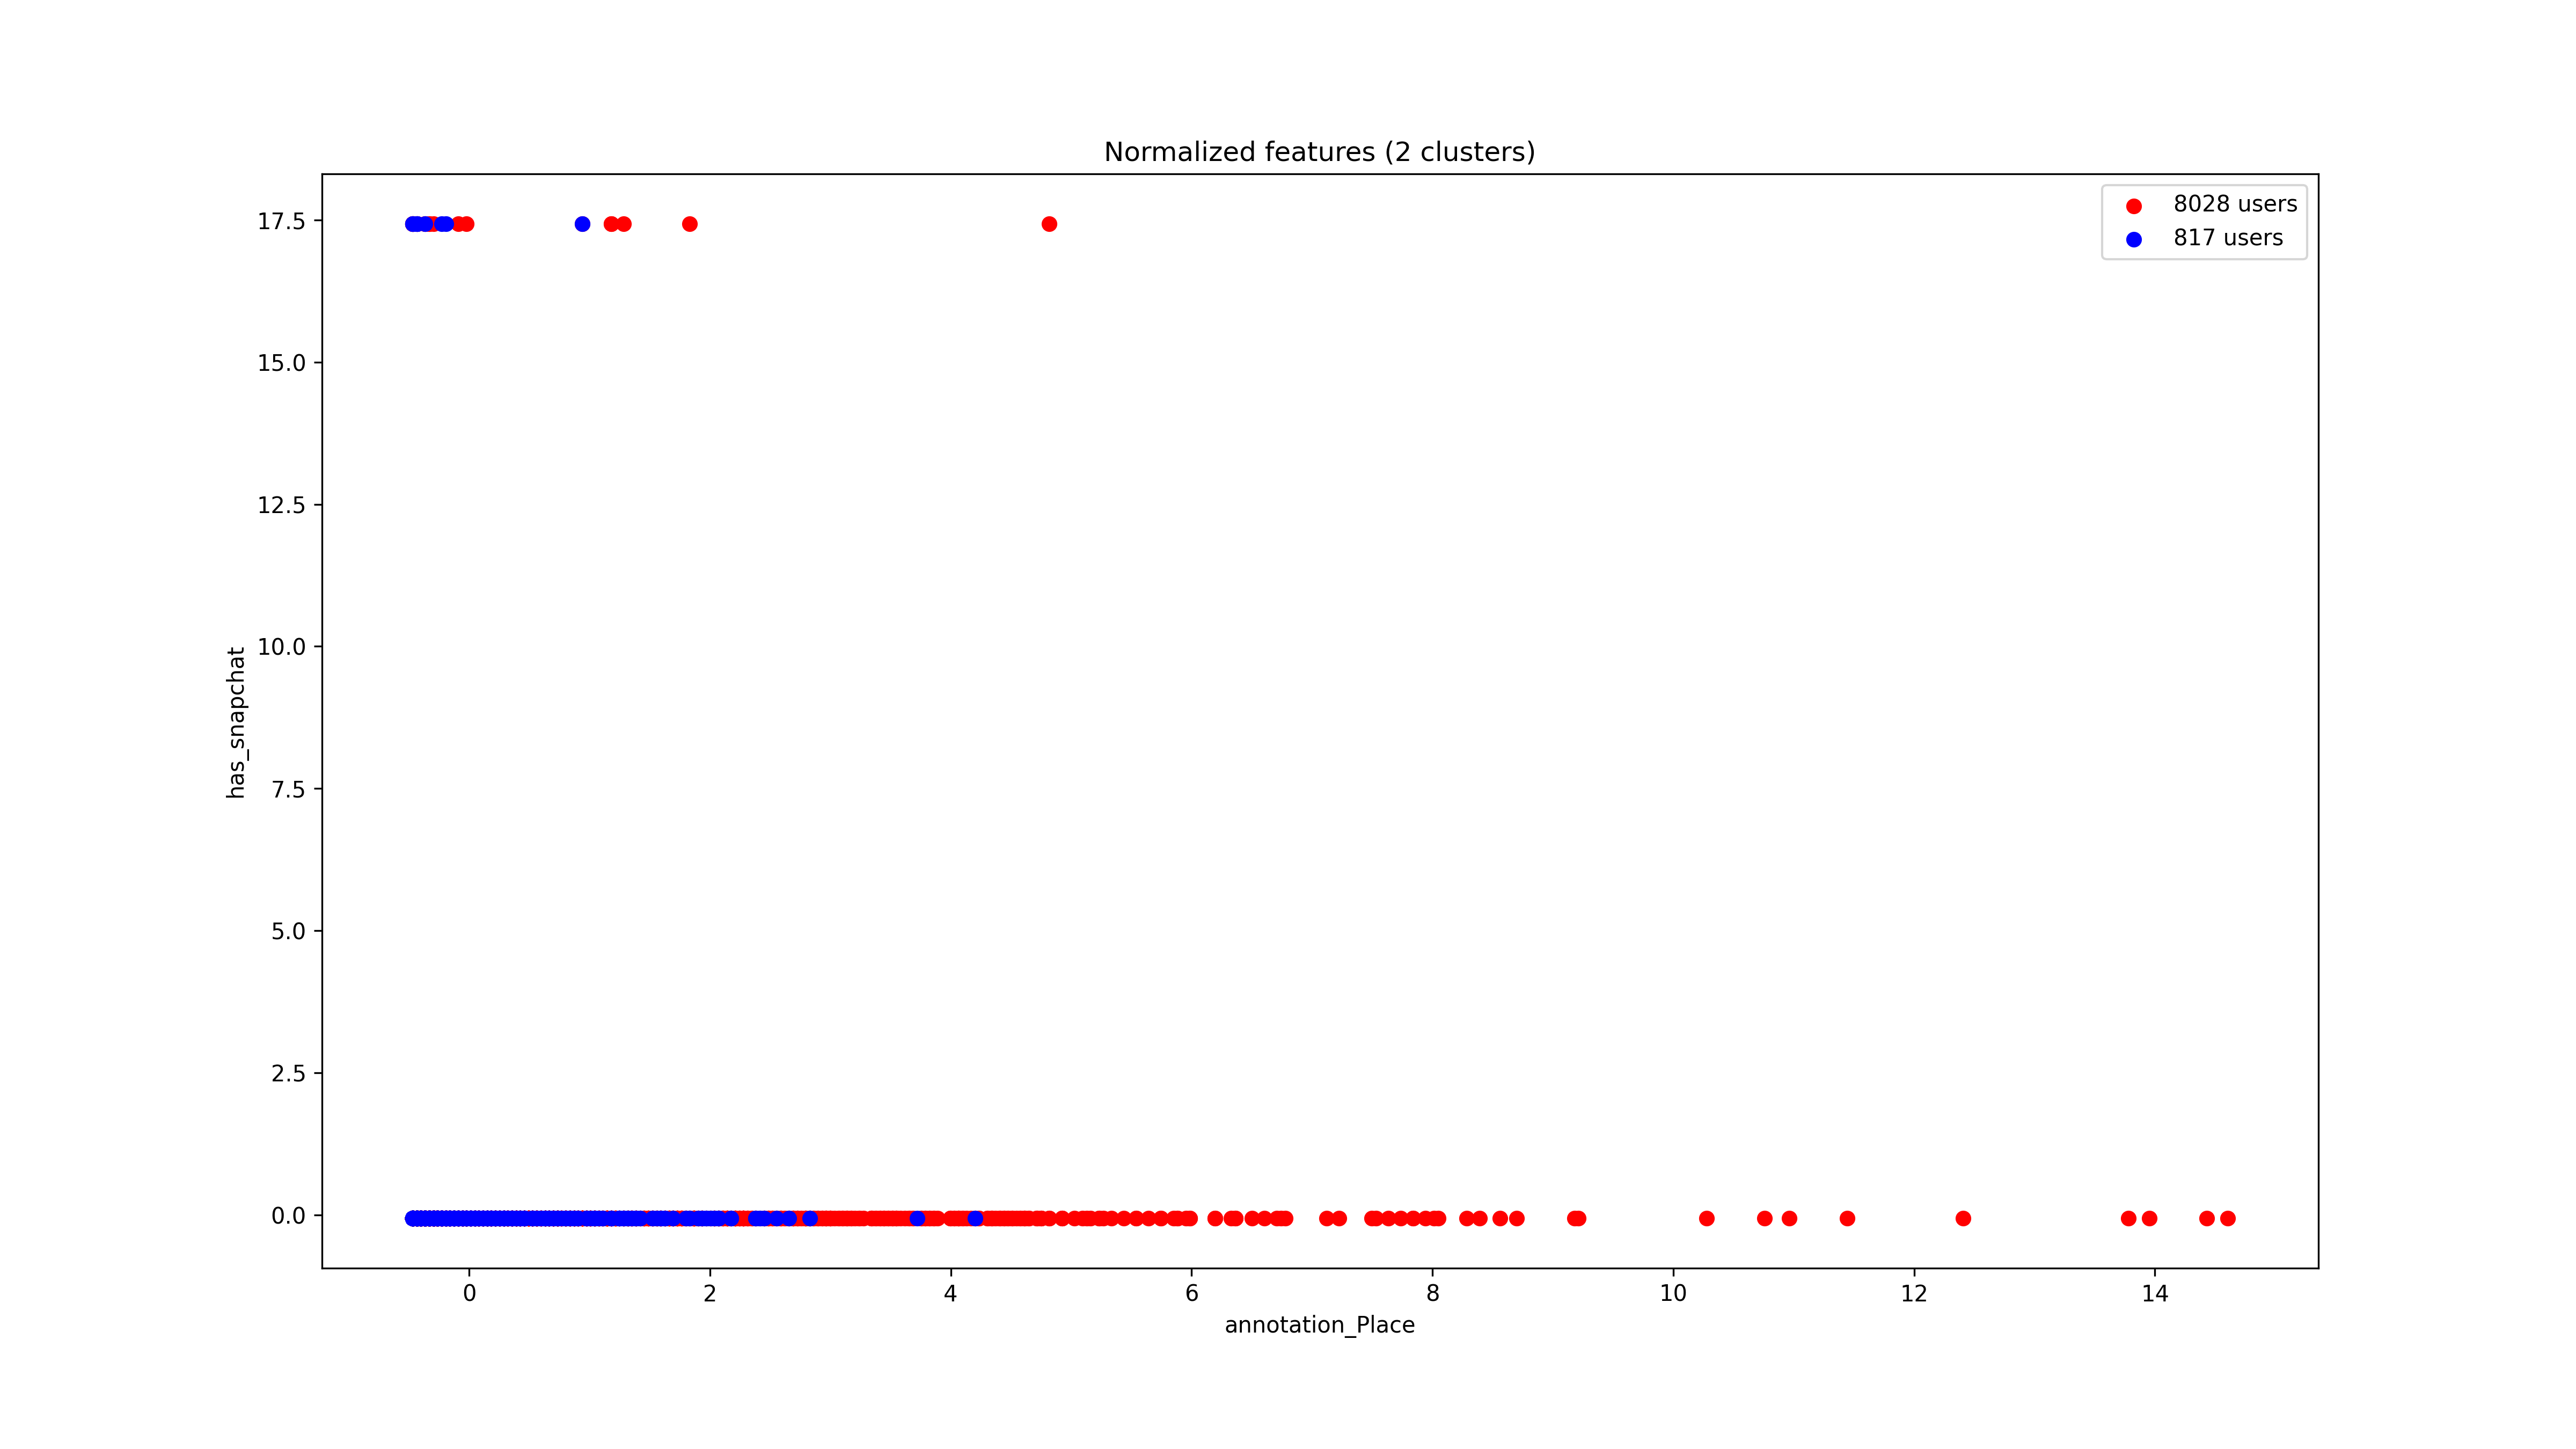 Normalized features (2 clusters)
8028 users
817 users
17.5
15.0
12.5
10.0
7.5
5.0
2.5
0.0
has_snapchat
0 2 4 6 8 10 12 14
annotation_Place